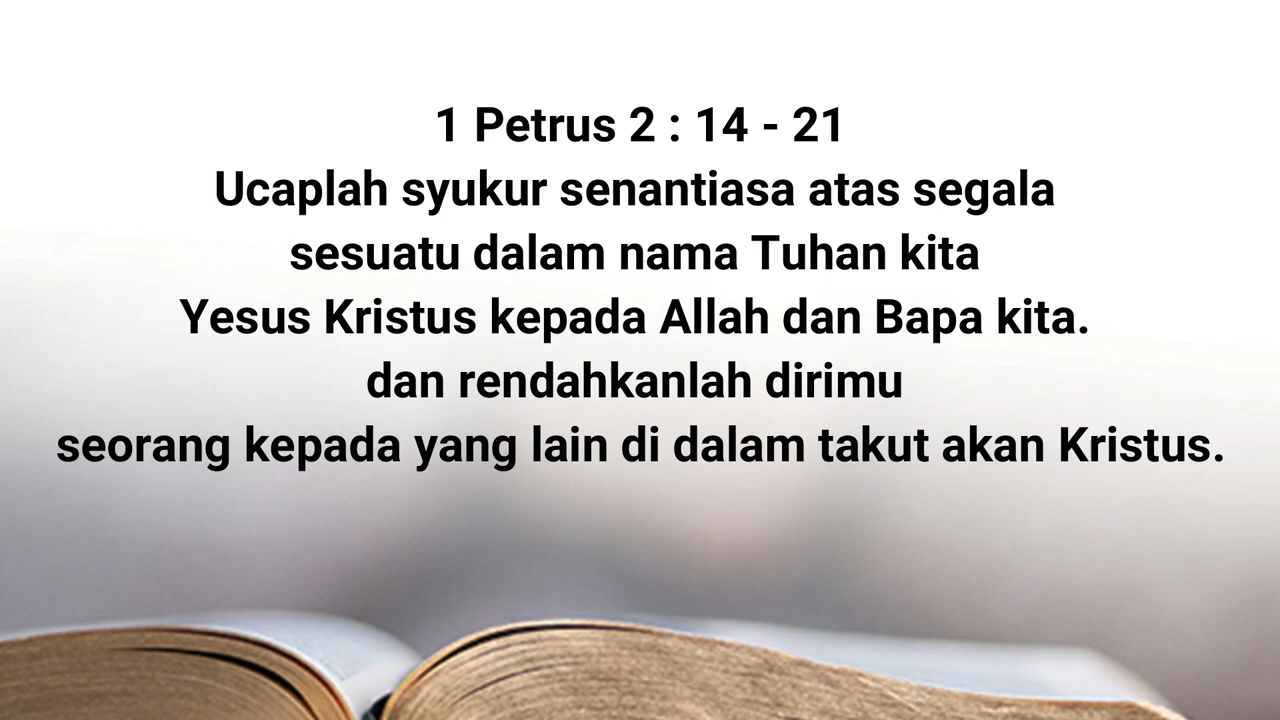 1 Petrus 2 : 14 - 21
Ucaplah syukur senantiasa atas segala
sesuatu dalam nama Tuhan kita
Yesus Kristus kepada Allah dan Bapa kita.
dan rendahkanlah dirimu
seorang kepada yang lain di dalam takut akan Kristus.